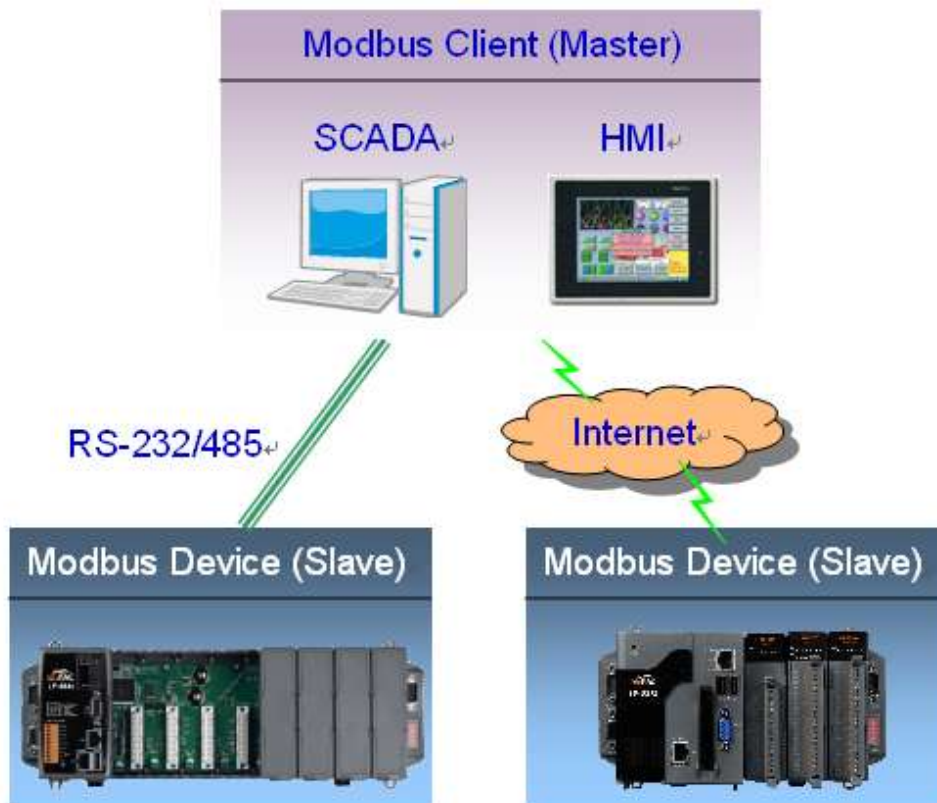 Modbus Client (Master)
SCADA
HMI
RS-232/485
Internet
Modbus Device (Slave)
Modbus Device (Slave)